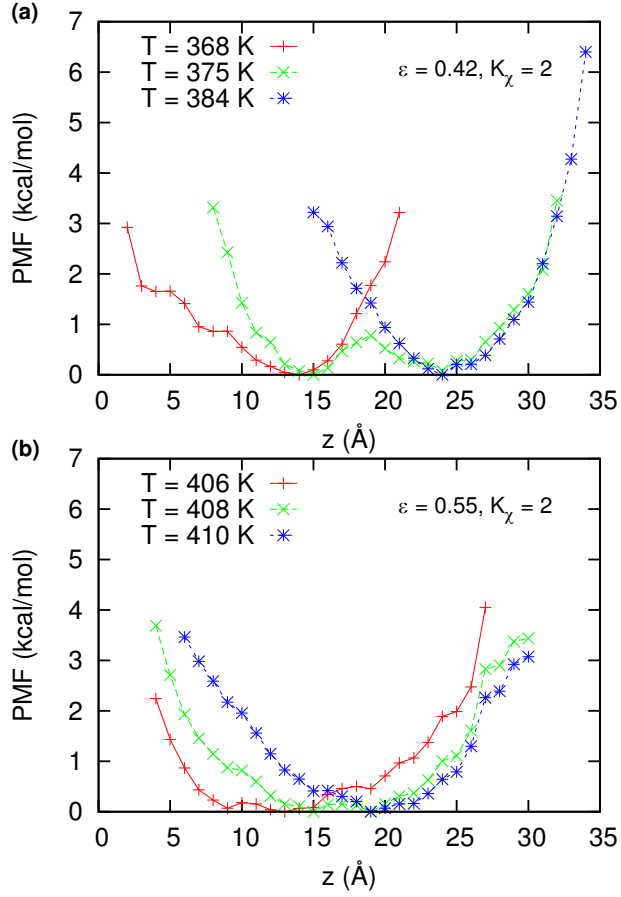 (a)
7
6
5
4
3
2
1
0
PMF (kcal/mol)
T = 368 K
T = 375 K
T = 384 K
ε = 0.42, Kχ = 2
0 5 10 15 20 25 30 35
z (Å)
(b)
7
6
5
4
3
2
1
0
PMF (kcal/mol)
T = 406 K
T = 408 K
T = 410 K
ε = 0.55, Kχ = 2
0 5 10 15 20 25 30 35
z (Å)